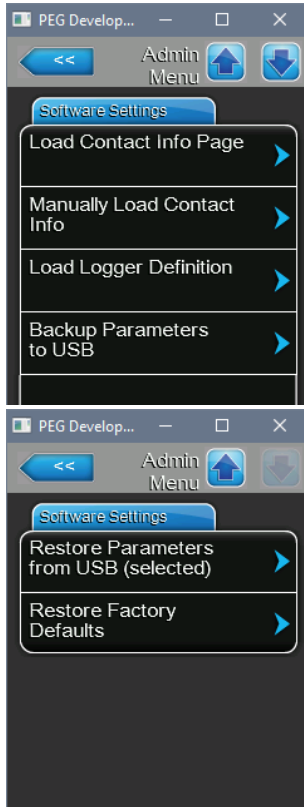 PEG Develop...
<< Admin
Menu
Software Settings
Load Contact Info Page
Manually Load Contact
Info
Load Logger Definition
Backup Parameters
to USB
PEG Develop...
<< Admin
Menu
Software Settings
Restore Parameters
from USB (selected)
Restore Factory
Defaults